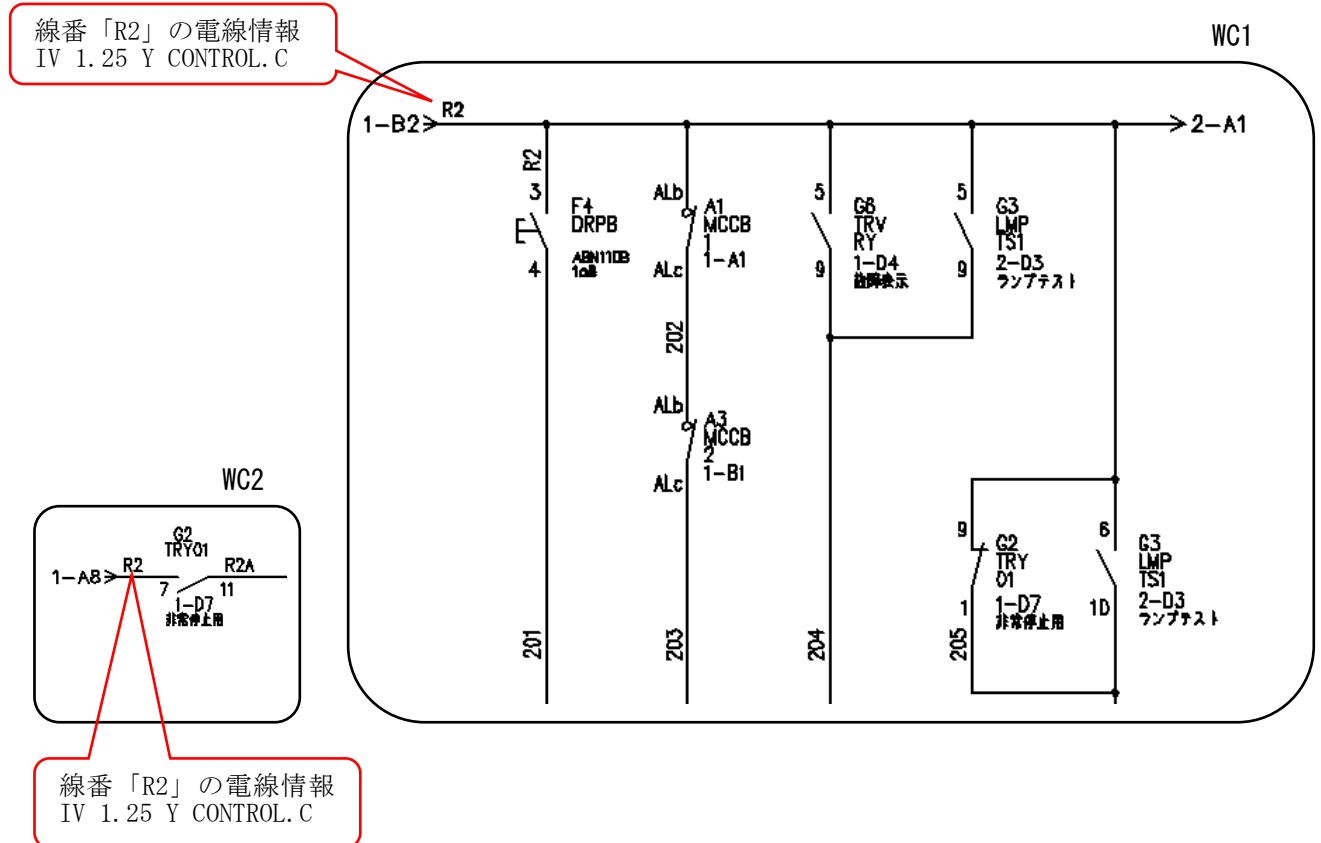 線番「R2」の電線情報
IV 1.25 Y CONTROL.C
WC1
1-B2
R2
2-A1
R2
3
4
F4
DRPB
ABN11DB
201
ALb
ALc
A1
MCCB
1
1-A1
202
ALb
ALc
A3
MCCB
2
1-B1
203
5
9
G6
TRV
RY
1-D4
故障表示
204
5
9
G3
LMP
TS1
2-D3
ランプテスト
9
1
G2
TRY
01
1-D7
非常停止用
205
6
10
G3
LMP
TS1
2-D3
ランプテスト
WC2
G2
TRY01
1-A8
R2
R2A
7
11
1-D7
非常停止用
線番「R2」の電線情報
IV 1.25 Y CONTROL.C